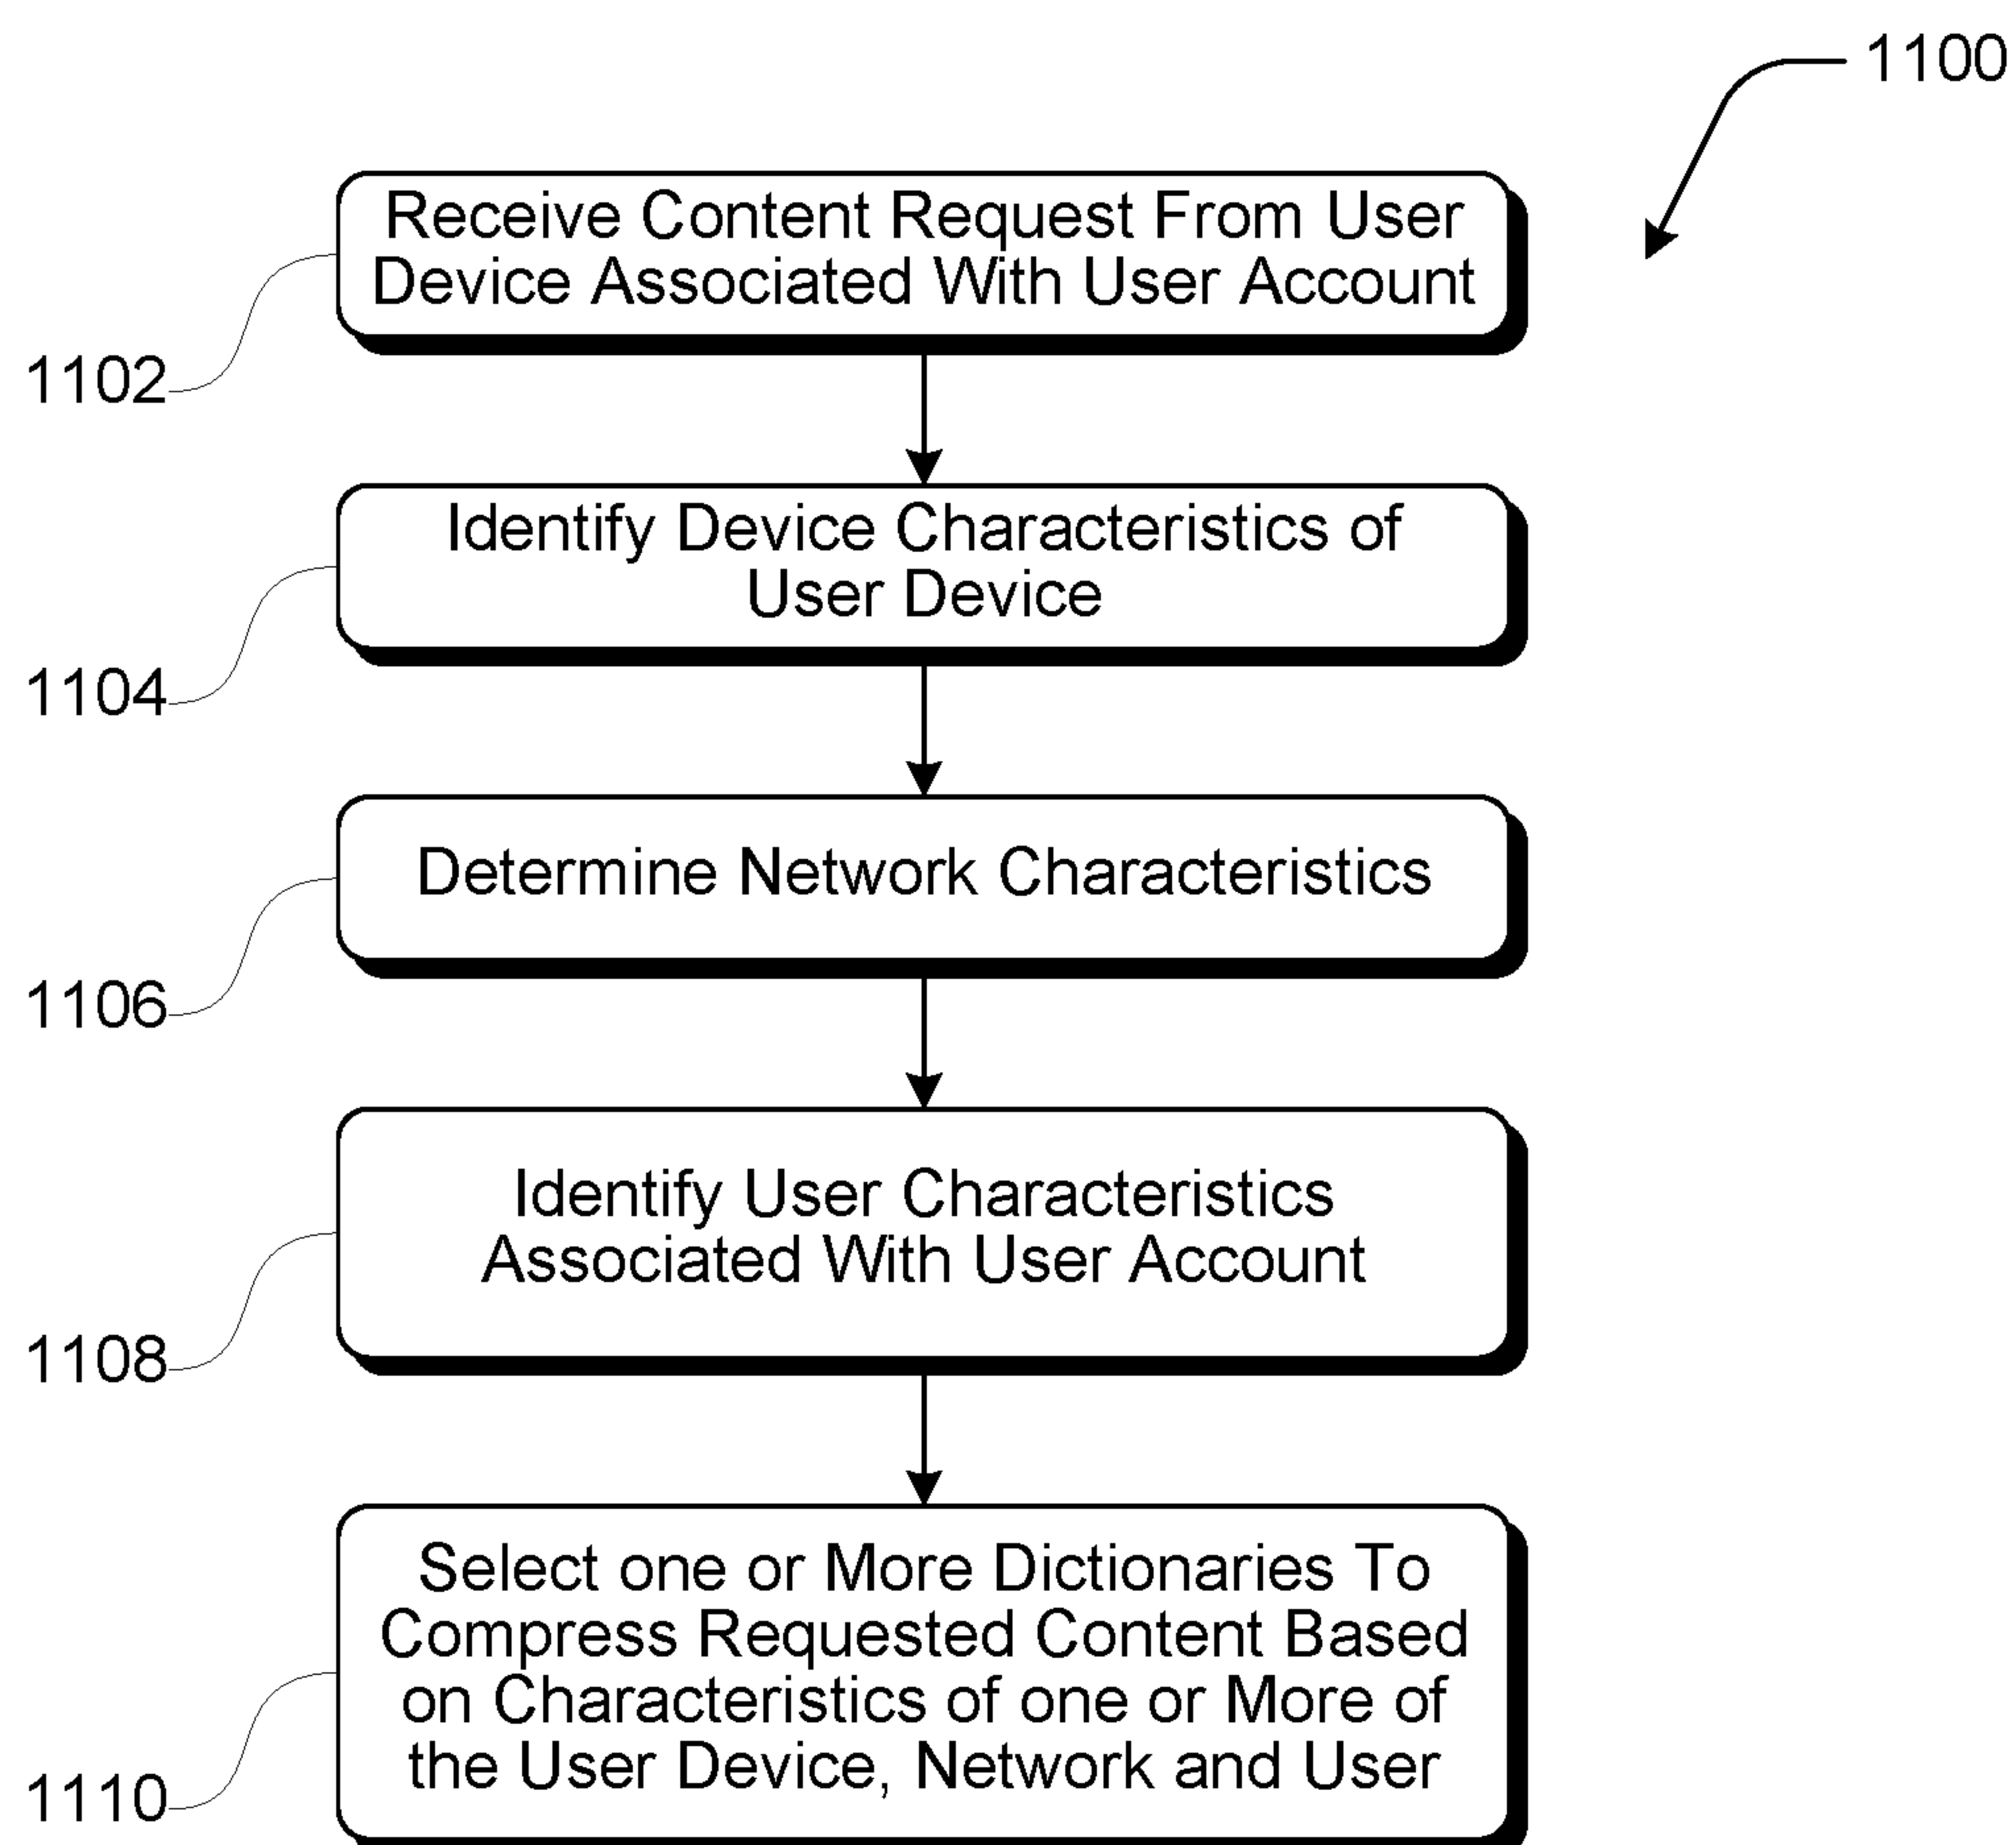 1100
Receive Content Request From User
Device Associated With User Account
1102
Identify Device Characteristics of
User Device
1104
Determine Network Characteristics
1106
Identify User Characteristics
Associated With User Account
1108
Select one or More Dictionaries To
Compress Requested Content Based
on Characteristics of one or More of
the User Device, Network and User
1110